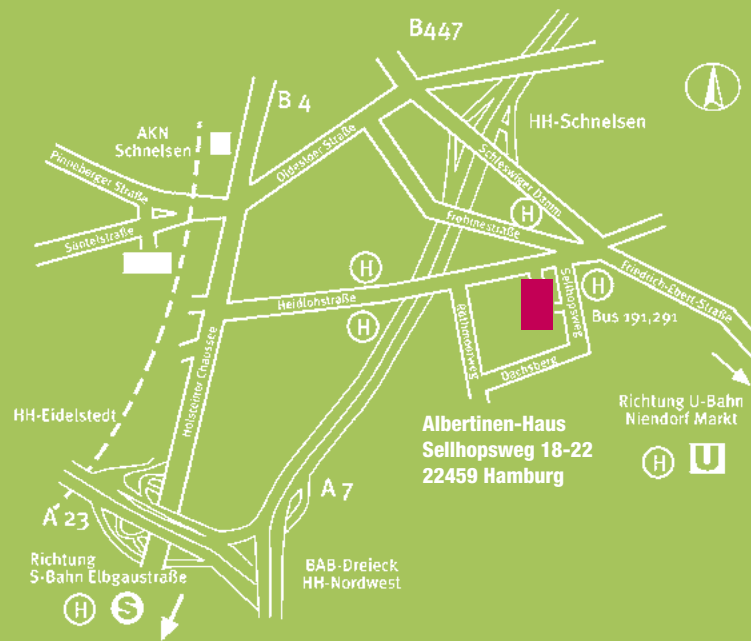 B447
B 4
AKN
Schnelsen
HH-Schnelsen
Oldesloer Straße
Pinneberger Straße
Schleswiger Damm
H
Frohmestraße
Säntelstraße
H
Heidlohstraße
H
Sellhopsweg
H
Friedrich-Ebert-Straße
Bus 191,291
Rothmoorweg
Dachsberg
Holsteiner Chaussee
HH-Eidelstedt
Albertinen-Haus
Sellhopsweg 18-22
22459 Hamburg
Richtung U-Bahn
Niendorf Markt
H U
A 7
A 23
Richtung
S-Bahn Elbgaustraße
H S
BAB-Dreieck
HH-Nordwest